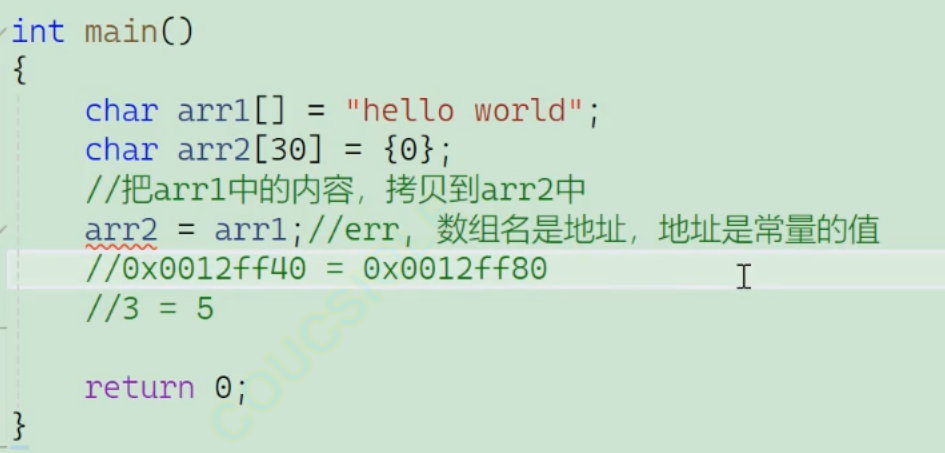 int main()
{
    char arr1[] = "hello world";
    char arr2[30] = {0};
    //把arr1中的内容，拷贝到arr2中
    arr2 = arr1;//err，数组名是地址，地址是常量的值
    //0x0012ff40 = 0x0012ff80
    //3 = 5
    return 0;
}